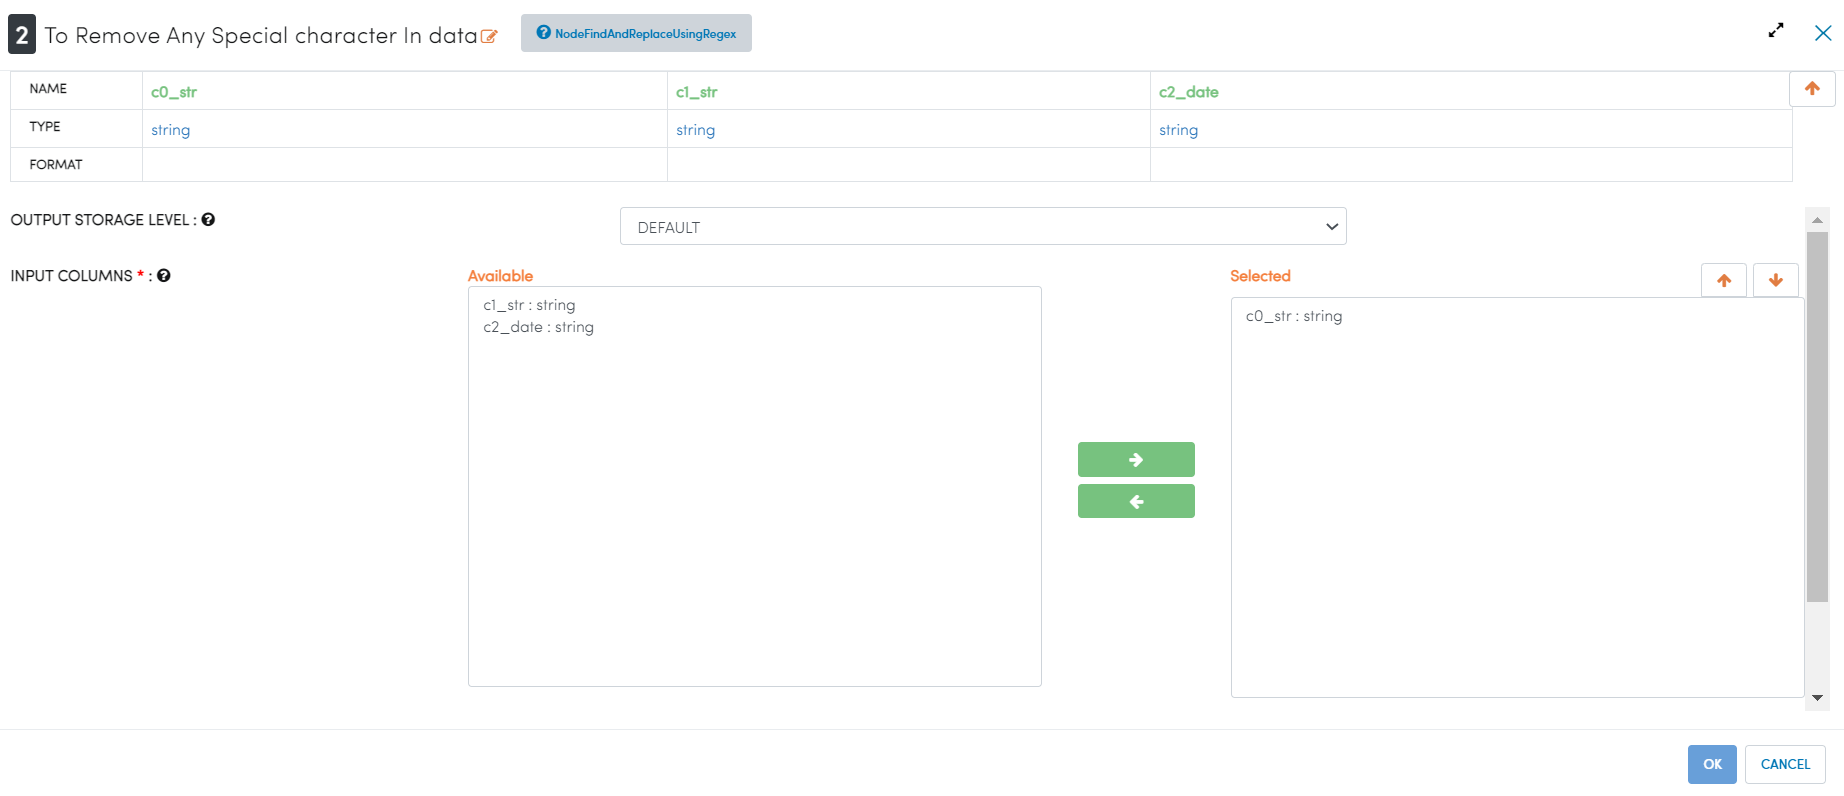 2 To Remove Any Special character In data NodeFindAndReplaceUsingRegex
NAME c0_str c1_str c2_date
TYPE string string string
FORMAT
OUTPUT STORAGE LEVEL : DEFAULT
INPUT COLUMNS * : Available Selected
c1_str : string
c2_date : string
c0_str : string
OK CANCEL